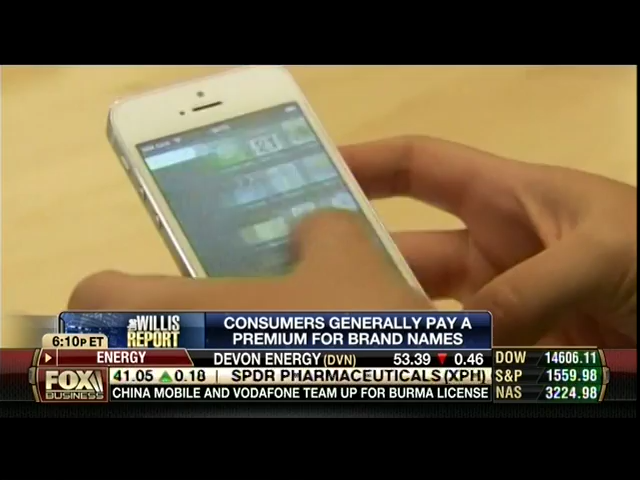 21
THE WILLIS REPORT
CONSUMERS GENERALLY PAY A
PREMIUM FOR BRAND NAMES
6:10P ET
ENERGY
DEVON ENERGY (DVN) 53.39 ▼ 0.46
DOW 14606.11
41.05 ▲ 0.18 SPDR PHARMACEUTICALS (XPH)
S&P 1559.98
FOX BUSINESS
CHINA MOBILE AND VODAFONE TEAM UP FOR BURMA LICENSE
NAS 3224.98